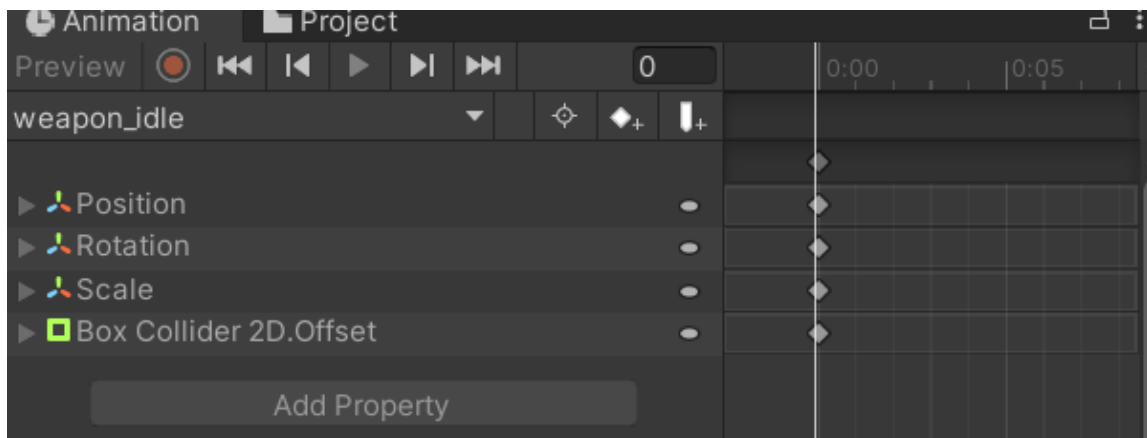 Animation Project
Preview 0 0:00 0:05
weapon_idle
Position
Rotation
Scale
Box Collider 2D.Offset
Add Property